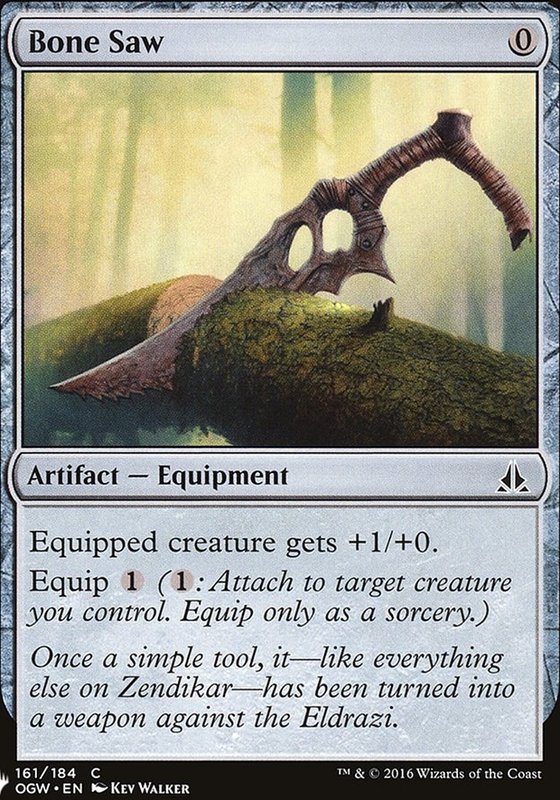 Bone Saw 0
Artifact — Equipment
Equipped creature gets +1/+0.
Equip 1 (1: Attach to target creature
you control. Equip only as a sorcery.)
Once a simple tool, it—like everything
else on Zendikar—has been turned into
a weapon against the Eldrazi.
161/184 C
OGW • EN Kev Walker
™ & © 2016 Wizards of the Coast